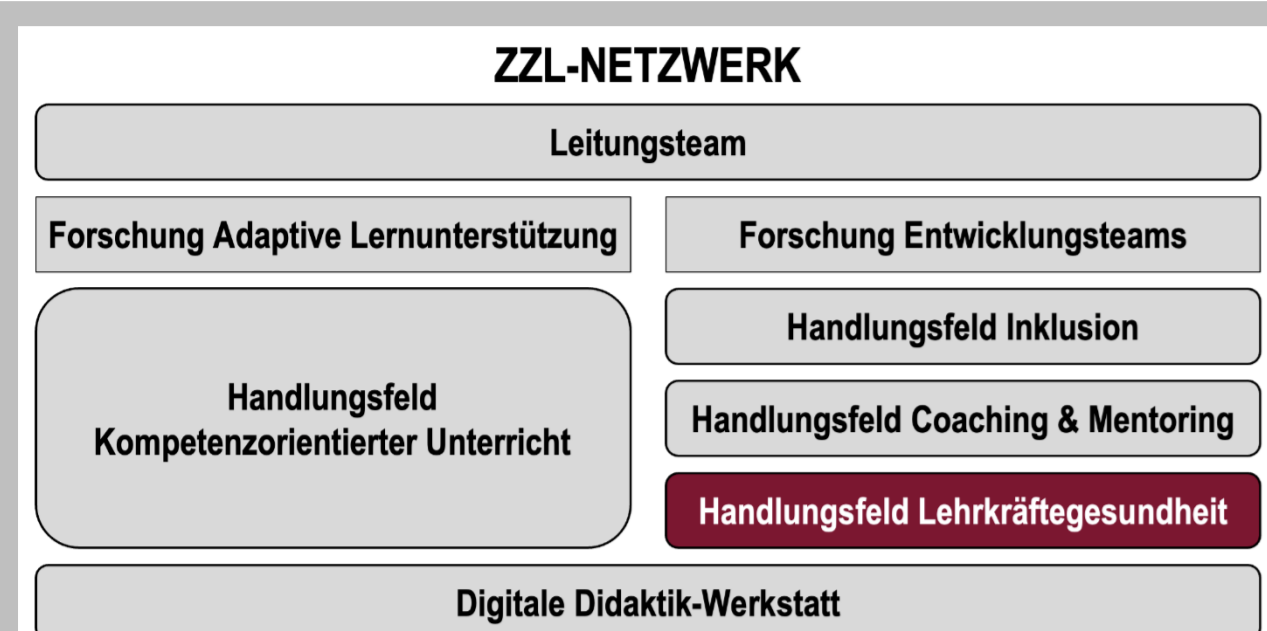 ZZL-NETZWERK
Leitungsteam
Forschung Adaptive Lernunterstützung
Forschung Entwicklungsteams
Handlungsfeld
Kompetenzorientierter Unterricht
Handlungsfeld Inklusion
Handlungsfeld Coaching & Mentoring
Handlungsfeld Lehrkräftegesundheit
Digitale Didaktik-Werkstatt